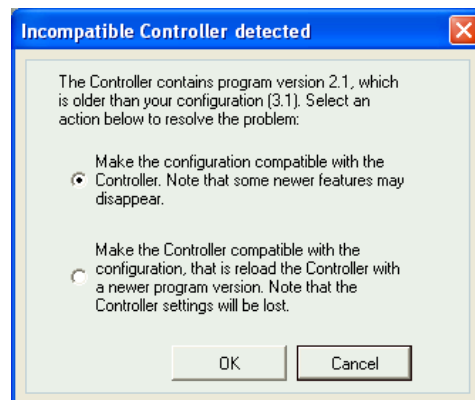 Incompatible Controller detected
The Controller contains program version 2.1, which
is older than your configuration (3.1). Select an
action below to resolve the problem:
Make the configuration compatible with the
Controller. Note that some newer features may
disappear.
Make the Controller compatible with the
configuration, that is reload the Controller with
a newer program version. Note that the
Controller settings will be lost.
OK
Cancel